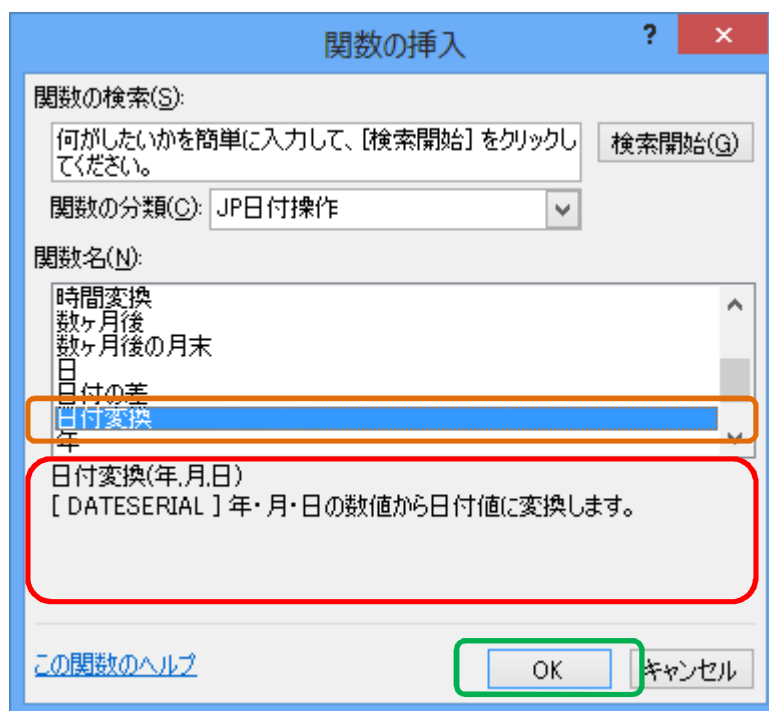 関数の挿入
?
×
関数の検索(S):
何がしたいかを簡単に入力して、[検索開始] をクリックし
てください。
検索開始(G)
関数の分類(C):
JP日付操作
関数名(N):
時間変換
数ヶ月後
数ヶ月後の月末
日
日付の差
日付変換
年
日付変換(年,月,日)
[ DATESERIAL ] 年・月・日の数値から日付値に変換します。
この関数のヘルプ
OK
キャンセル